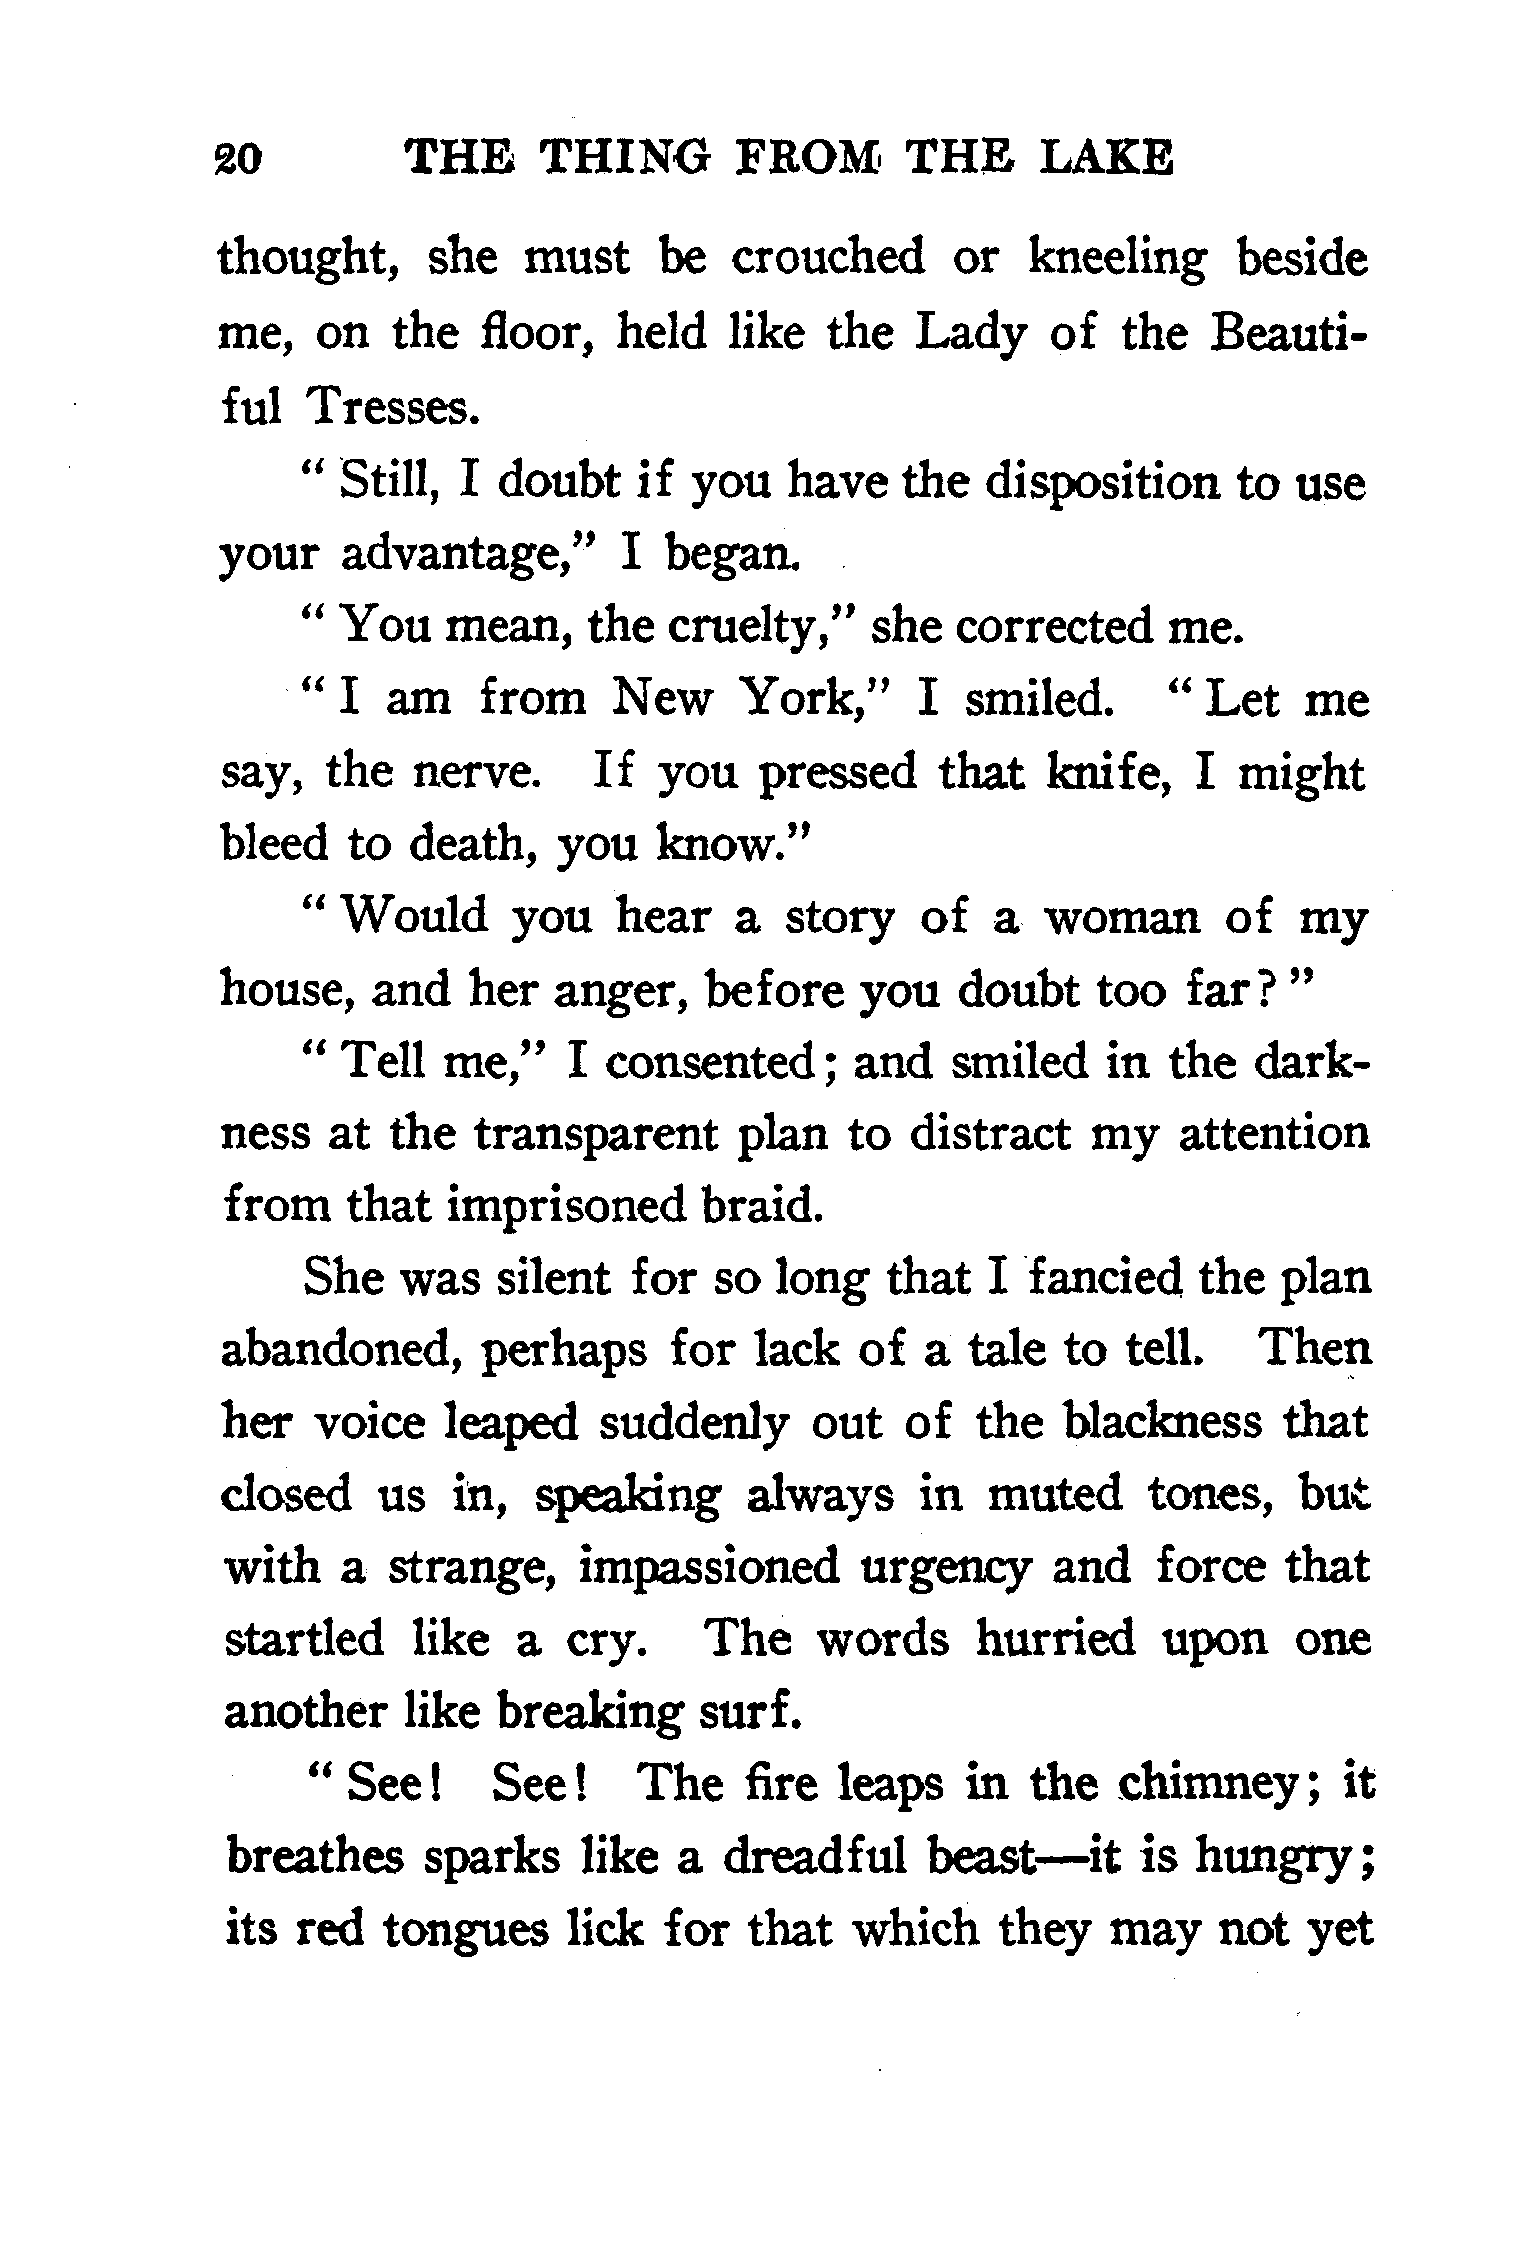 20 THE THING FROM THE LAKE
thought, she must be crouched or kneeling beside
me, on the floor, held like the Lady of the Beauti-
ful Tresses.
" Still, I doubt if you have the disposition to use
your advantage," I began.
" You mean, the cruelty," she corrected me.
" I am from New York," I smiled. " Let me
say, the nerve. If you pressed that knife, I might
bleed to death, you know."
" Would you hear a story of a woman of my
house, and her anger, before you doubt too far? "
" Tell me," I consented; and smiled in the dark-
ness at the transparent plan to distract my attention
from that imprisoned braid.
She was silent for so long that I fancied the plan
abandoned, perhaps for lack of a tale to tell. Then
her voice leaped suddenly out of the blackness that
closed us in, speaking always in muted tones, but
with a strange, impassioned urgency and force that
startled like a cry. The words hurried upon one
another like breaking surf.
" See! See! The fire leaps in the chimney; it
breathes sparks like a dreadful beast—it is hungry;
its red tongues lick for that which they may not yet